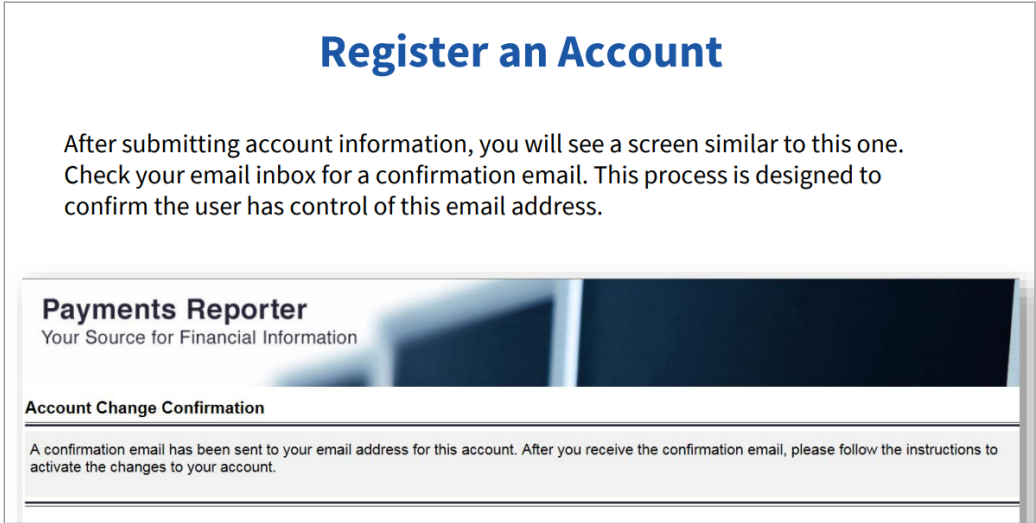 Register an Account
After submitting account information, you will see a screen similar to this one.
Check your email inbox for a confirmation email. This process is designed to
confirm the user has control of this email address.
Payments Reporter
Your Source for Financial Information
Account Change Confirmation
A confirmation email has been sent to your email address for this account. After you receive the confirmation email, please follow the instructions to
activate the changes to your account.